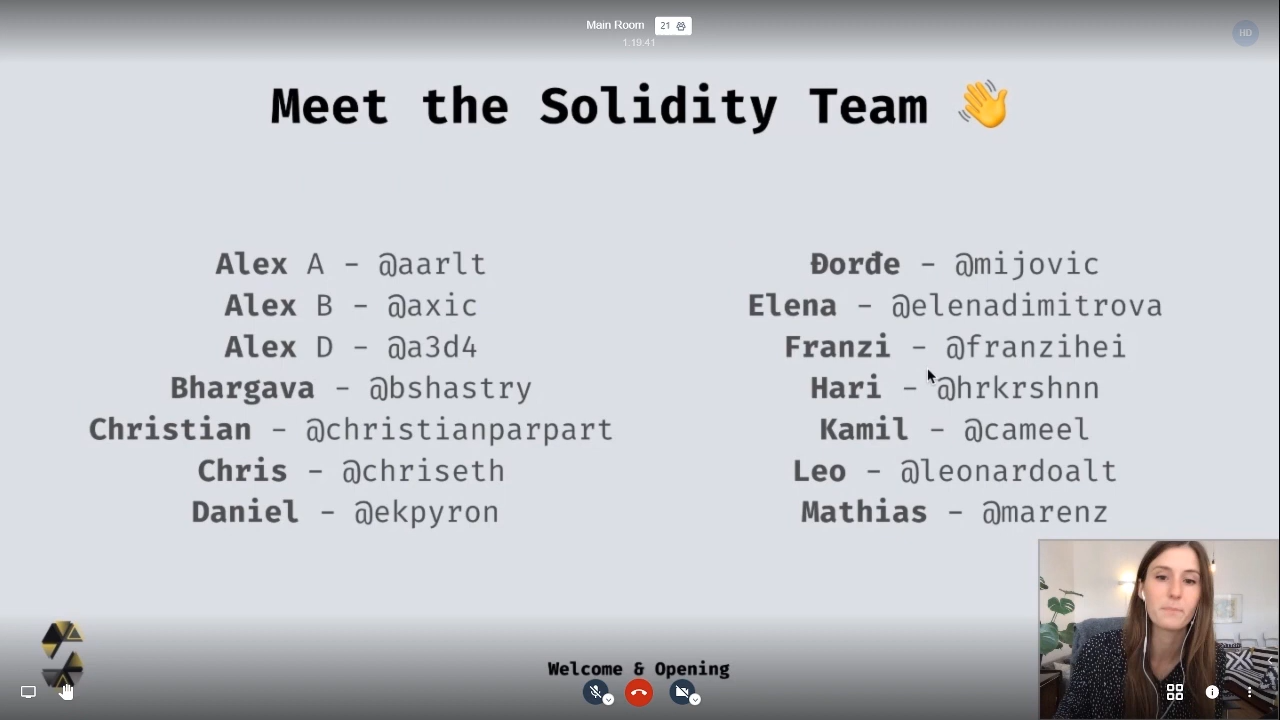 Main Room 21
1:19:41
HD
Meet the Solidity Team 👋
Alex A - @aarlt
Alex B - @axic
Alex D - @a3d4
Bhargava - @bshastry
Christian - @christianparpart
Chris - @chriseth
Daniel - @ekpyron
Đorđe - @mijovic
Elena - @elenadimitrova
Franzi - @franzihei
Hari - @hrkrshnn
Kamil - @cameel
Leo - @leonardoalt
Mathias - @marenz
Welcome & Opening